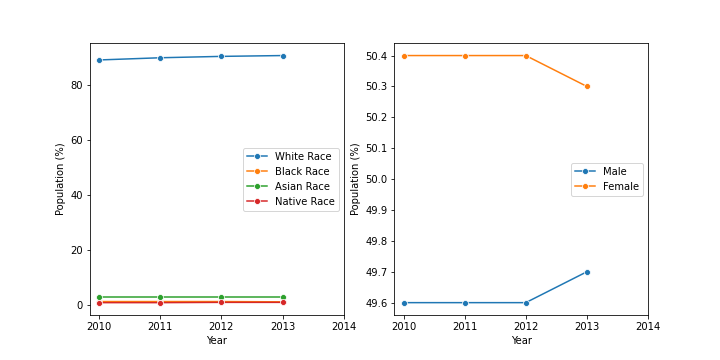 80
60
40
20
0
Population (%)
White Race
Black Race
Asian Race
Native Race
2010 2011 2012 2013 2014
Year
50.4
50.3
50.2
50.1
50.0
49.9
49.8
49.7
49.6
Population (%)
Male
Female
2010 2011 2012 2013 2014
Year